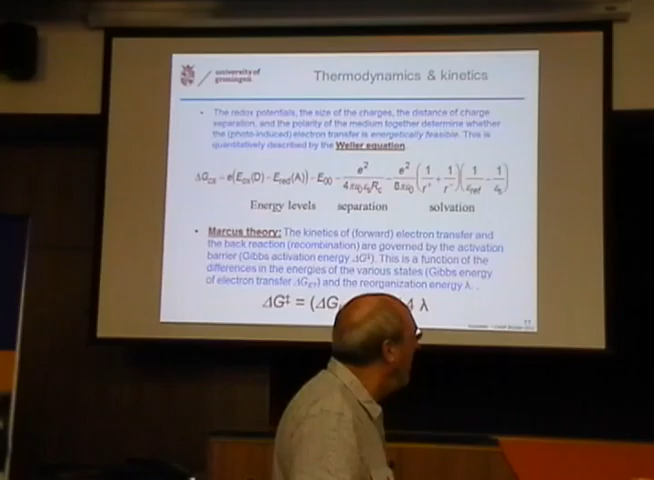 university of
groningen
Thermodynamics & kinetics
• The redox potentials, the size of the charges, the distance of charge
separation, and the polarity of the medium together determine whether
the (photo-induced) electron transfer is energetically feasible. This is
quantitatively described by the Weller equation.
Energy levels separation solvation
• Marcus theory: The kinetics of (forward) electron transfer and
the back reaction (recombination) are governed by the activation
barrier (Gibbs activation energy ΔG‡). This is a function of the
differences in the energies of the various states (Gibbs energy
of electron transfer ΔG_ET) and the reorganization energy λ.
ΔG‡ = (ΔG 4 λ